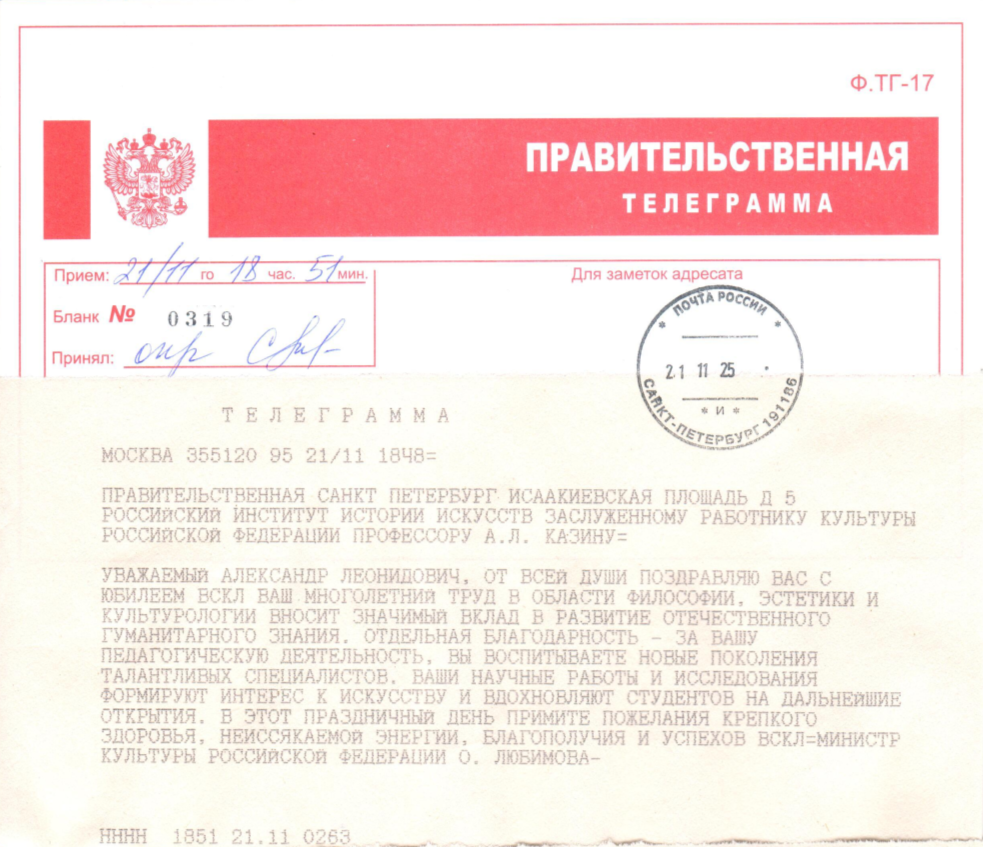 Ф.ТГ-17
ПРАВИТЕЛЬСТВЕННАЯ
ТЕЛЕГРАММА
Прием: 21/11 го 18 час. 51 мин.
Для заметок адресата
Бланк № 0319
Принял:
ПОЧТА РОССИИ
21 11 25
* И *
САНКТ-ПЕТЕРБУРГ 191186
ТЕЛЕГРАММА
МОСКВА 355120 95 21/11 1848=
ПРАВИТЕЛЬСТВЕННАЯ САНКТ ПЕТЕРБУРГ ИСААКИЕВСКАЯ ПЛОЩАДЬ Д 5
РОССИЙСКИЙ ИНСТИТУТ ИСТОРИИ ИСКУССТВ ЗАСЛУЖЕННОМУ РАБОТНИКУ КУЛЬТУРЫ
РОССИЙСКОЙ ФЕДЕРАЦИИ ПРОФЕССОРУ А.Л. КАЗИНУ=
УВАЖАЕМЫЙ АЛЕКСАНДР ЛЕОНИДОВИЧ, ОТ ВСЕЙ ДУШИ ПОЗДРАВЛЯЮ ВАС С
ЮБИЛЕЕМ ВСКЛ ВАШ МНОГОЛЕТНИЙ ТРУД В ОБЛАСТИ ФИЛОСОФИИ, ЭСТЕТИКИ И
КУЛЬТУРОЛОГИИ ВНОСИТ ЗНАЧИМЫЙ ВКЛАД В РАЗВИТИЕ ОТЕЧЕСТВЕННОГО
ГУМАНИТАРНОГО ЗНАНИЯ. ОТДЕЛЬНАЯ БЛАГОДАРНОСТЬ - ЗА ВАШУ
ПЕДАГОГИЧЕСКУЮ ДЕЯТЕЛЬНОСТЬ, ВЫ ВОСПИТЫВАЕТЕ НОВЫЕ ПОКОЛЕНИЯ
ТАЛАНТЛИВЫХ СПЕЦИАЛИСТОВ. ВАШИ НАУЧНЫЕ РАБОТЫ И ИССЛЕДОВАНИЯ
ФОРМИРУЮТ ИНТЕРЕС К ИСКУССТВУ И ВДОХНОВЛЯЮТ СТУДЕНТОВ НА ДАЛЬНЕЙШИЕ
ОТКРЫТИЯ. В ЭТОТ ПРАЗДНИЧНЫЙ ДЕНЬ ПРИМИТЕ ПОЖЕЛАНИЯ КРЕПКОГО
ЗДОРОВЬЯ, НЕИССЯКАЕМОЙ ЭНЕРГИИ, БЛАГОПОЛУЧИЯ И УСПЕХОВ ВСКЛ=МИНИСТР
КУЛЬТУРЫ РОССИЙСКОЙ ФЕДЕРАЦИИ О. ЛЮБИМОВА-
НННН 1851 21.11 0263